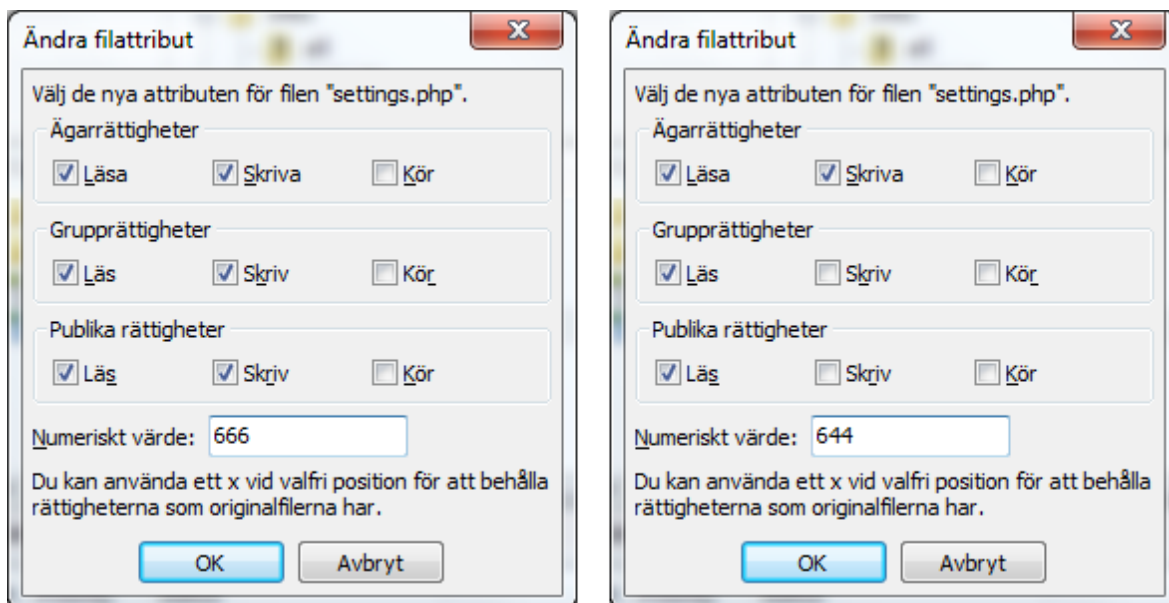 Ändra filattribut
Välj de nya attributen för filen "settings.php".
Ägarrättigheter
Läsa Skriva Kör
Grupprättigheter
Läs Skriv Kör
Publika rättigheter
Läs Skriv Kör
Numeriskt värde: 666
Du kan använda ett x vid valfri position för att behålla
rättigheterna som originalfilerna har.
OK Avbryt
Ändra filattribut
Välj de nya attributen för filen "settings.php".
Ägarrättigheter
Läsa Skriva Kör
Grupprättigheter
Läs Skriv Kör
Publika rättigheter
Läs Skriv Kör
Numeriskt värde: 644
Du kan använda ett x vid valfri position för att behålla
rättigheterna som originalfilerna har.
OK Avbryt